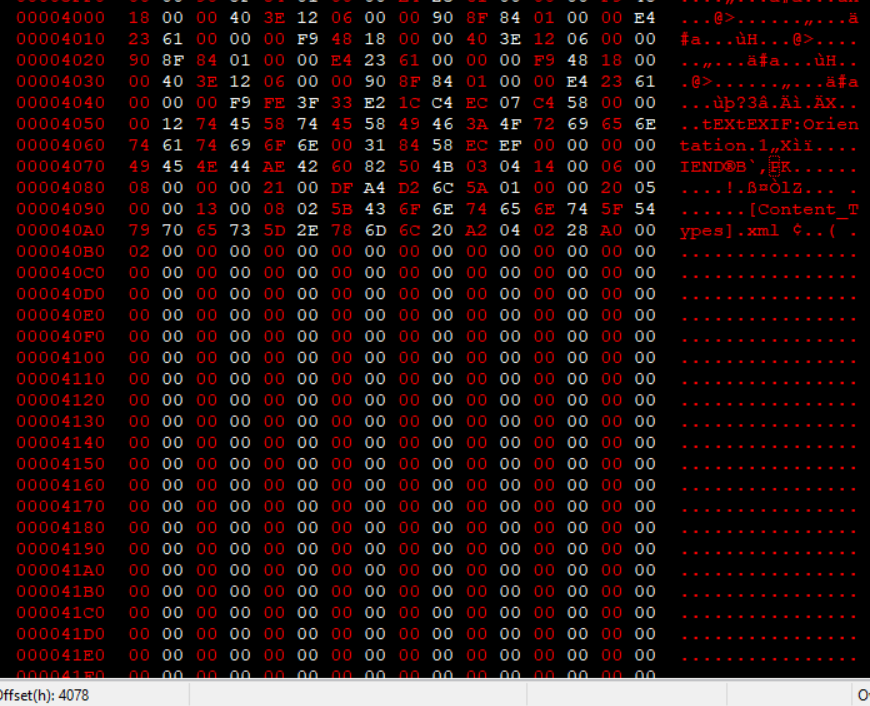 00004000 18 00 00 40 3E 12 06 00 00 90 8F 84 01 00 00 E4 ...@>......„...ä
00004010 23 61 00 00 00 F9 48 18 00 00 40 3E 12 06 00 00 #a...ùH...@>....
00004020 90 8F 84 01 00 00 E4 23 61 00 00 00 F9 48 18 00 ..„...ä#a...ùH..
00004030 00 40 3E 12 06 00 00 90 8F 84 01 00 00 E4 23 61 .@>......„...ä#a
00004040 00 00 00 F9 FE 3F 33 E2 1C C4 EC 07 C4 58 00 00 ...ùþ?3â.Äì.ÄX..
00004050 00 12 74 45 58 74 45 58 49 46 3A 4F 72 69 65 6E ..tEXtEXIF:Orien
00004060 74 61 74 69 6F 6E 00 31 84 58 EC EF 00 00 00 00 tation.1„Xìï....
00004070 49 45 4E 44 AE 42 60 82 50 4B 03 04 14 00 06 00 IEND®B`‚PK......
00004080 08 00 00 00 21 00 DF A4 D2 6C 5A 01 00 00 20 05 ....!.ß¤ÒlZ... .
00004090 00 00 13 00 08 02 5B 43 6F 6E 74 65 6E 74 5F 54 ......[Content_T
000040A0 79 70 65 73 5D 2E 78 6D 6C 20 A2 04 02 28 A0 00 ypes].xml ¢..( .
000040B0 02 00 00 00 00 00 00 00 00 00 00 00 00 00 00 00 ................
000040C0 00 00 00 00 00 00 00 00 00 00 00 00 00 00 00 00 ................
000040D0 00 00 00 00 00 00 00 00 00 00 00 00 00 00 00 00 ................
000040E0 00 00 00 00 00 00 00 00 00 00 00 00 00 00 00 00 ................
000040F0 00 00 00 00 00 00 00 00 00 00 00 00 00 00 00 00 ................
00004100 00 00 00 00 00 00 00 00 00 00 00 00 00 00 00 00 ................
00004110 00 00 00 00 00 00 00 00 00 00 00 00 00 00 00 00 ................
00004120 00 00 00 00 00 00 00 00 00 00 00 00 00 00 00 00 ................
00004130 00 00 00 00 00 00 00 00 00 00 00 00 00 00 00 00 ................
00004140 00 00 00 00 00 00 00 00 00 00 00 00 00 00 00 00 ................
00004150 00 00 00 00 00 00 00 00 00 00 00 00 00 00 00 00 ................
00004160 00 00 00 00 00 00 00 00 00 00 00 00 00 00 00 00 ................
00004170 00 00 00 00 00 00 00 00 00 00 00 00 00 00 00 00 ................
00004180 00 00 00 00 00 00 00 00 00 00 00 00 00 00 00 00 ................
00004190 00 00 00 00 00 00 00 00 00 00 00 00 00 00 00 00 ................
000041A0 00 00 00 00 00 00 00 00 00 00 00 00 00 00 00 00 ................
000041B0 00 00 00 00 00 00 00 00 00 00 00 00 00 00 00 00 ................
000041C0 00 00 00 00 00 00 00 00 00 00 00 00 00 00 00 00 ................
000041D0 00 00 00 00 00 00 00 00 00 00 00 00 00 00 00 00 ................
000041E0 00 00 00 00 00 00 00 00 00 00 00 00 00 00 00 00 ................
ffset(h): 4078